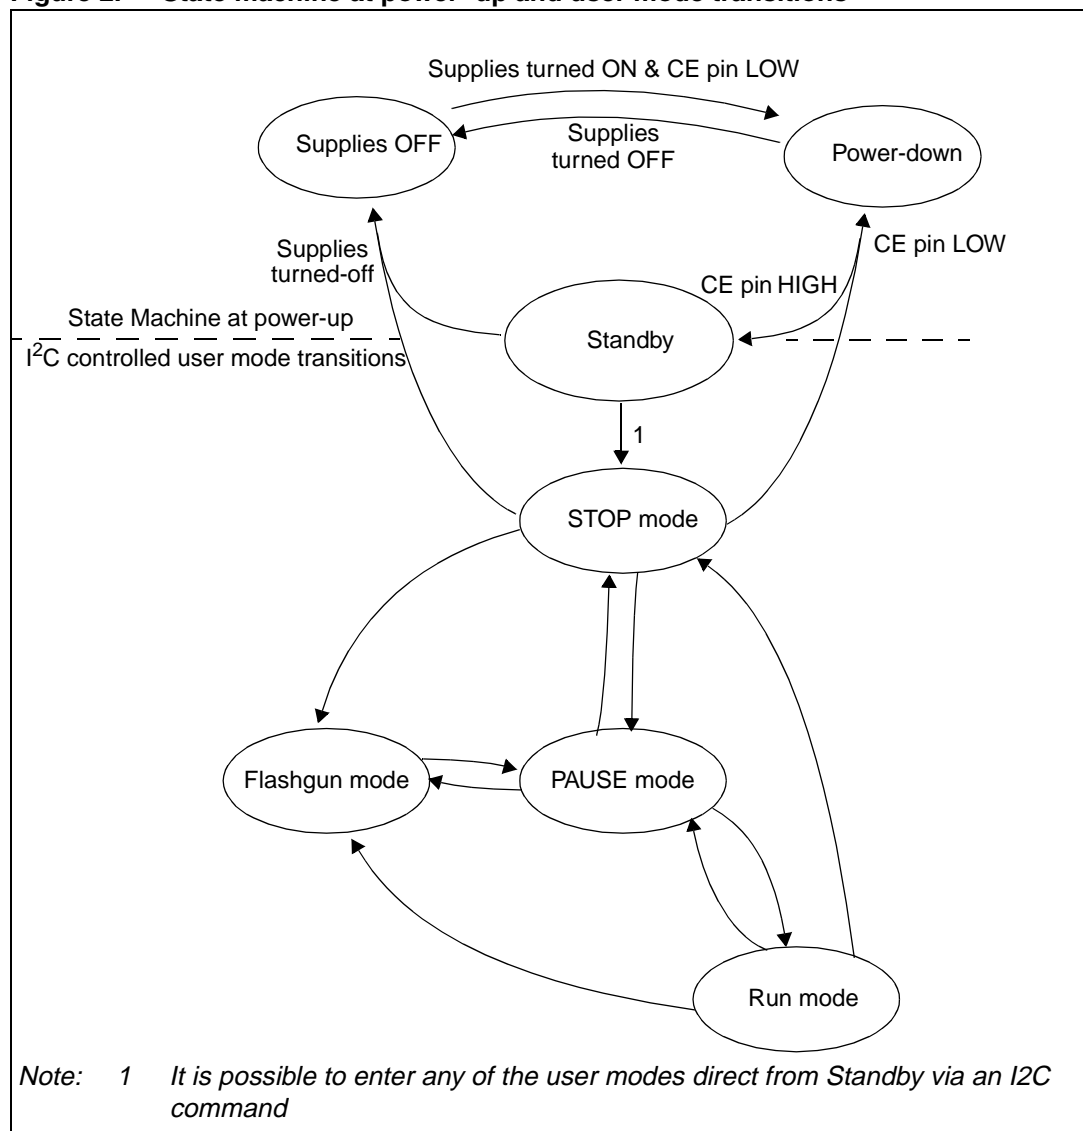 Figure 2. State machine at power -up and user mode transitions
Supplies turned ON & CE pin LOW
Supplies OFF
Supplies
turned OFF
Power-down
Supplies
turned-off
CE pin LOW
CE pin HIGH
State Machine at power-up
Standby
I2C controlled user mode transitions
1
STOP mode
Flashgun mode
PAUSE mode
Run mode
Note: 1 It is possible to enter any of the user modes direct from Standby via an I2C
command